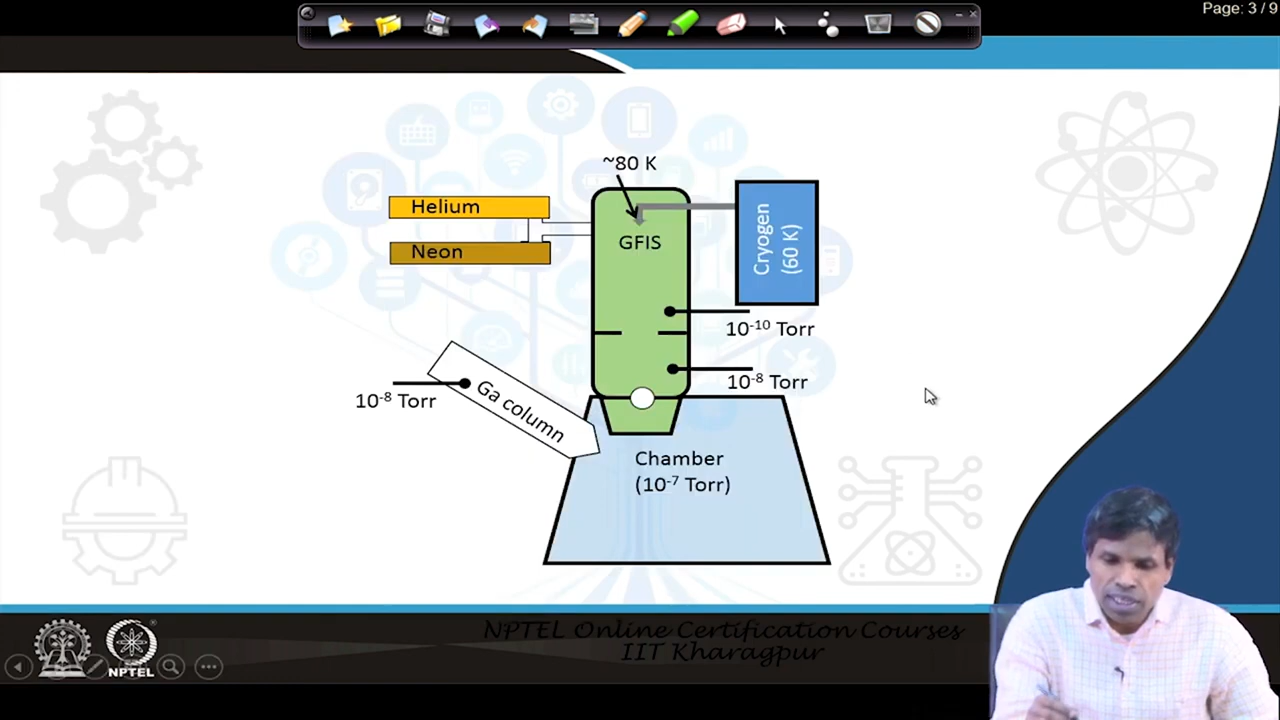 Page: 3 / 9
~80 K
Helium
Neon
GFIS
Cryogen
(60 K)
10⁻¹⁰ Torr
10⁻⁸ Torr
10⁻⁸ Torr
Ga column
Chamber
(10⁻⁷ Torr)
NPTEL Online Certification Courses
IIT Kharagpur
NPTEL